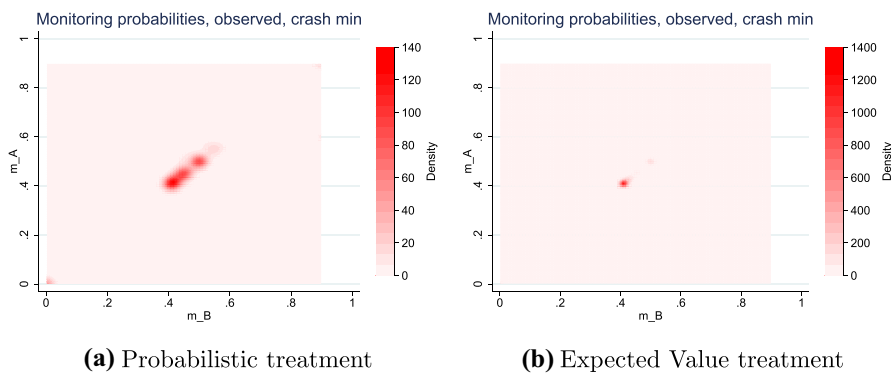 Monitoring probabilities, observed, crash min
1
.8
.6
.4
.2
0
m_A
0 .2 .4 .6 .8 1
m_B
140
120
100
80
60
40
20
0
Density
(a) Probabilistic treatment
Monitoring probabilities, observed, crash min
1
.8
.6
.4
.2
0
m_A
0 .2 .4 .6 .8 1
m_B
1400
1200
1000
800
600
400
200
0
Density
(b) Expected Value treatment